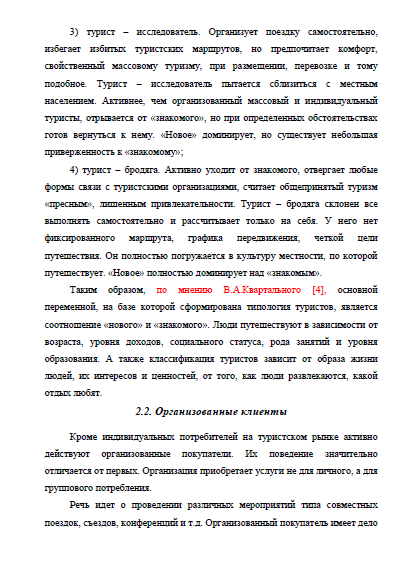 3) турист – исследователь. Организует поездку самостоятельно,
избегает избитых туристских маршрутов, но предпочитает комфорт,
свойственный массовому туризму, при размещении, перевозке и тому
подобное. Турист – исследователь пытается сблизиться с местным
населением. Активнее, чем организованный массовый и индивидуальный
туристы, отрывается от «знакомого», но при определенных обстоятельствах
готов вернуться к нему. «Новое» доминирует, но существует небольшая
приверженность к «знакомому»;
4) турист – бродяга. Активно уходит от знакомого, отвергает любые
формы связи с туристскими организациями, считает общепринятый туризм
«пресным», лишенным привлекательности. Турист – бродяга склонен все
выполнять самостоятельно и рассчитывает только на себя. У него нет
фиксированного маршрута, графика передвижения, четкой цели
путешествия. Он полностью погружается в культуру местности, по которой
путешествует. «Новое» полностью доминирует над «знакомым».
Таким образом, по мнению В.А.Квартального [4], основной
переменной, на базе которой сформирована типология туристов, является
соотношение «нового» и «знакомого». Люди путешествуют в зависимости от
возраста, уровня доходов, социального статуса, рода занятий и уровня
образования. А также классификация туристов зависит от образа жизни
людей, их интересов и ценностей, от того, как люди развлекаются, какой
отдых любят.
2.2. Организованные клиенты
Кроме индивидуальных потребителей на туристском рынке активно
действуют организованные покупатели. Их поведение значительно
отличается от первых. Организация приобретает услуги не для личного, а для
группового потребления.
Речь идет о проведении различных мероприятий типа совместных
поездок, съездов, конференций и т.д. Организованный покупатель имеет дело